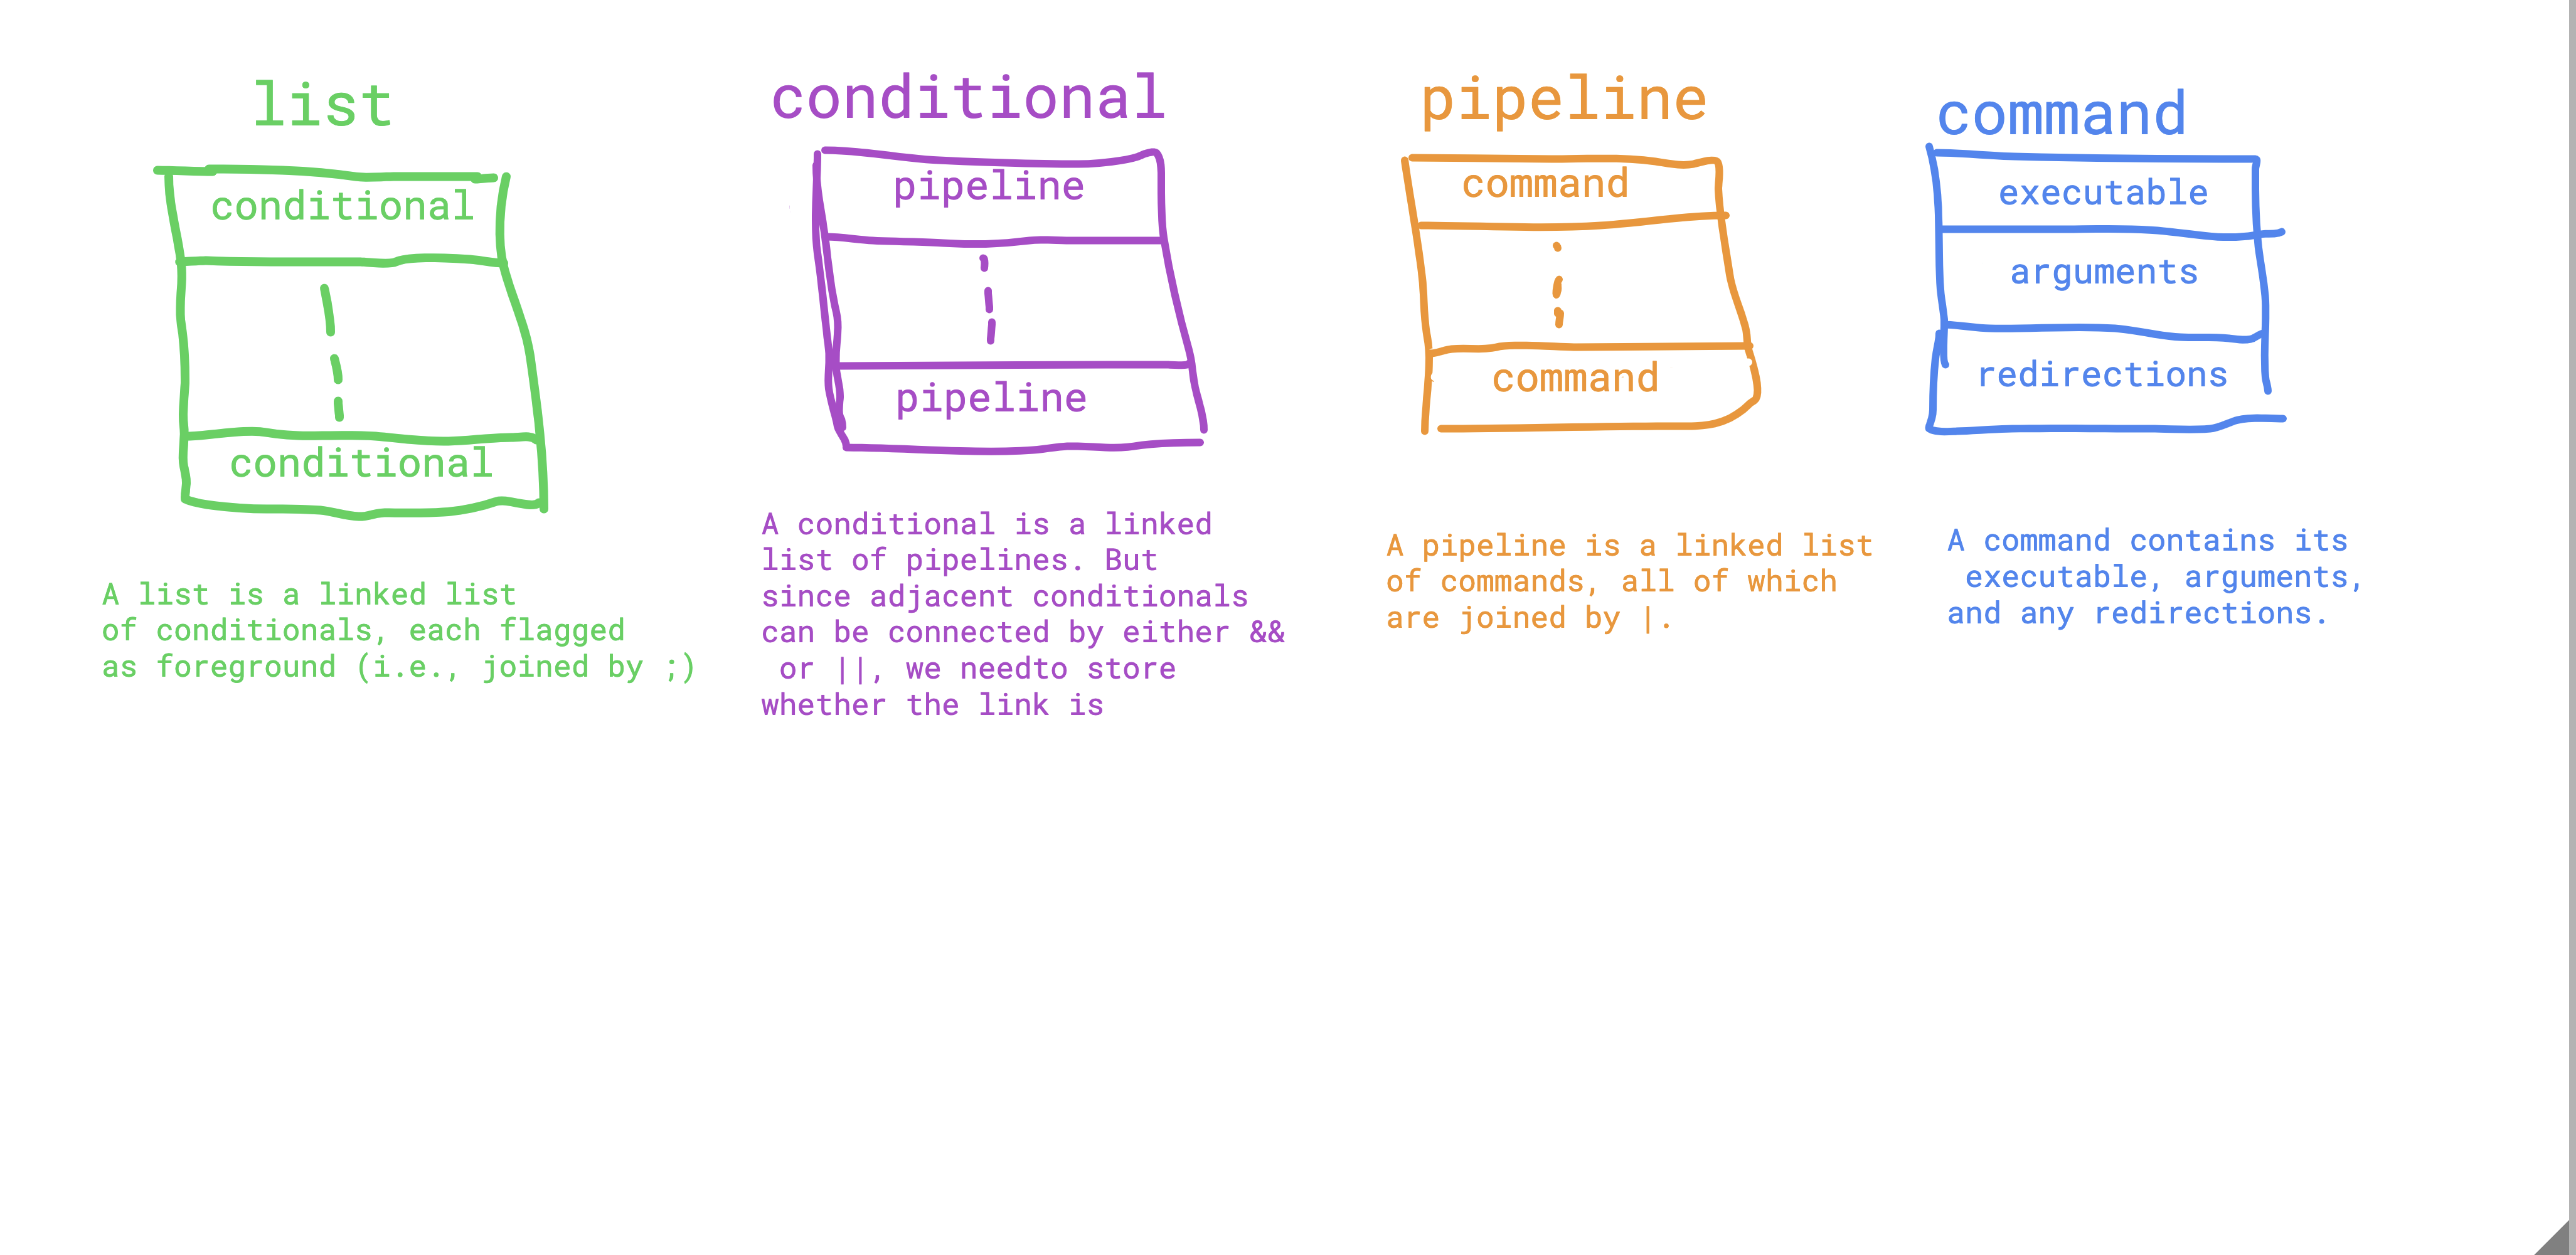 list
conditional
conditional
A list is a linked list
of conditionals, each flagged
as foreground (i.e., joined by ;)
conditional
pipeline
pipeline
A conditional is a linked
list of pipelines. But
since adjacent conditionals
can be connected by either &&
or ||, we needto store
whether the link is
pipeline
command
command
A pipeline is a linked list
of commands, all of which
are joined by |.
command
executable
arguments
redirections
A command contains its
executable, arguments,
and any redirections.